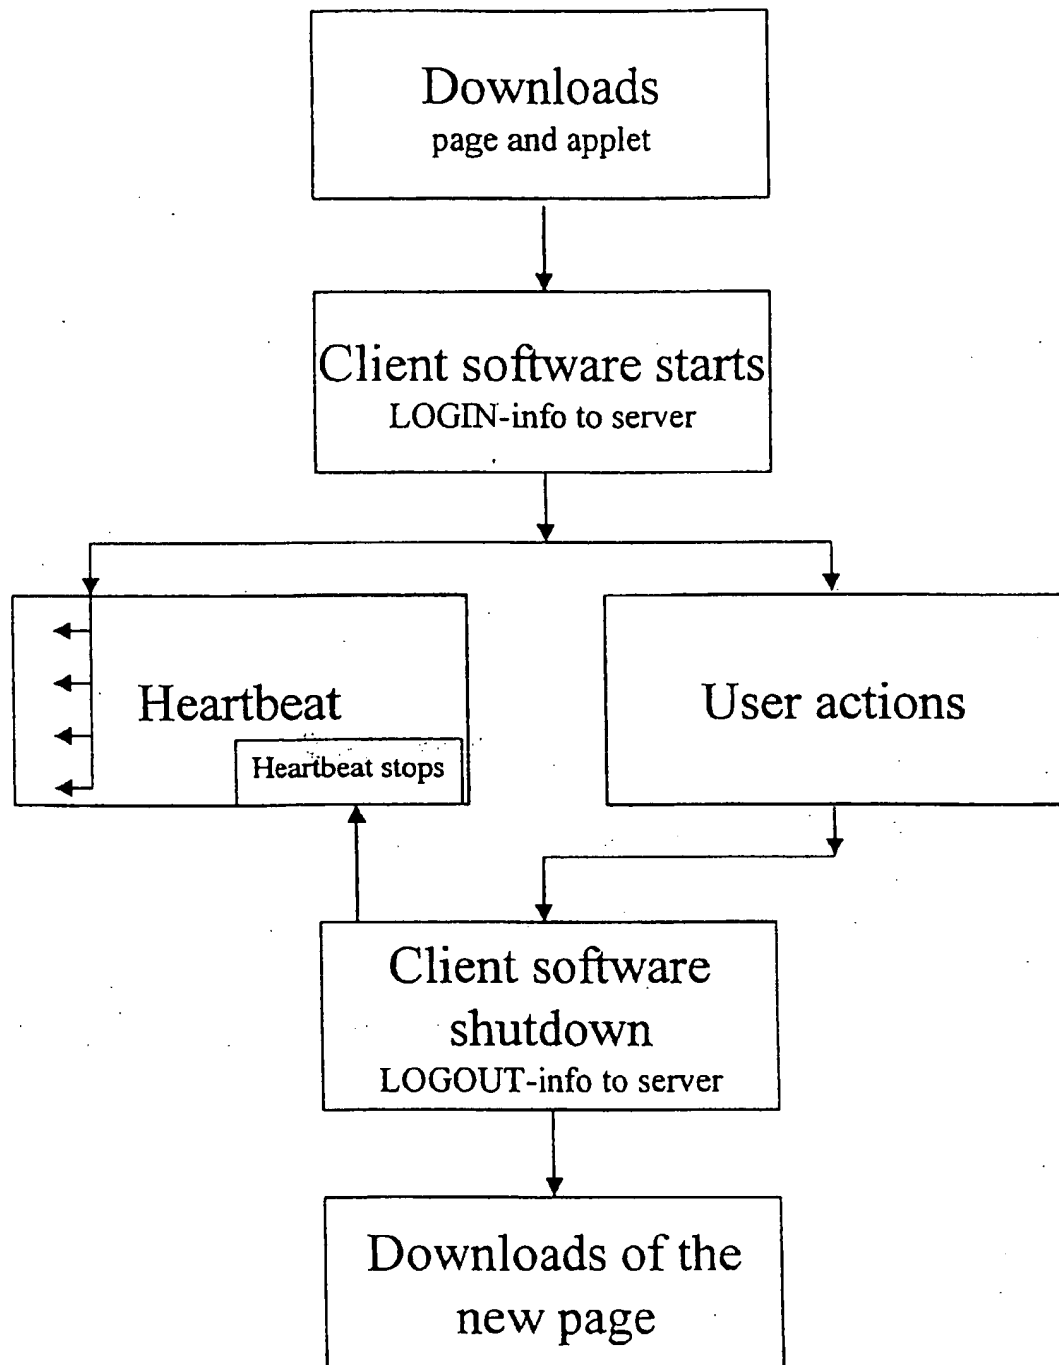 Downloads
page and applet
Client software starts
LOGIN-info to server
Heartbeat
Heartbeat stops
User actions
Client software
shutdown
LOGOUT-info to server
Downloads of the
new page